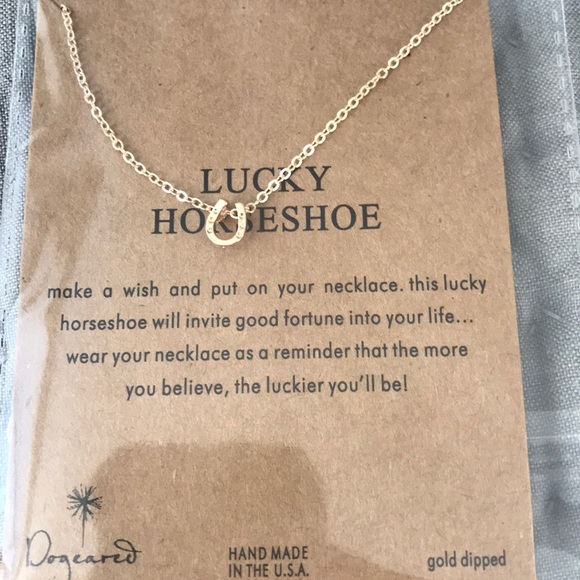 LUCKY
HORSESHOE
make a wish and put on your necklace. this lucky
horseshoe will invite good fortune into your life...
wear your necklace as a reminder that the more
you believe, the luckier you'll be!
Dogeared
HAND MADE
IN THE U.S.A.
gold dipped